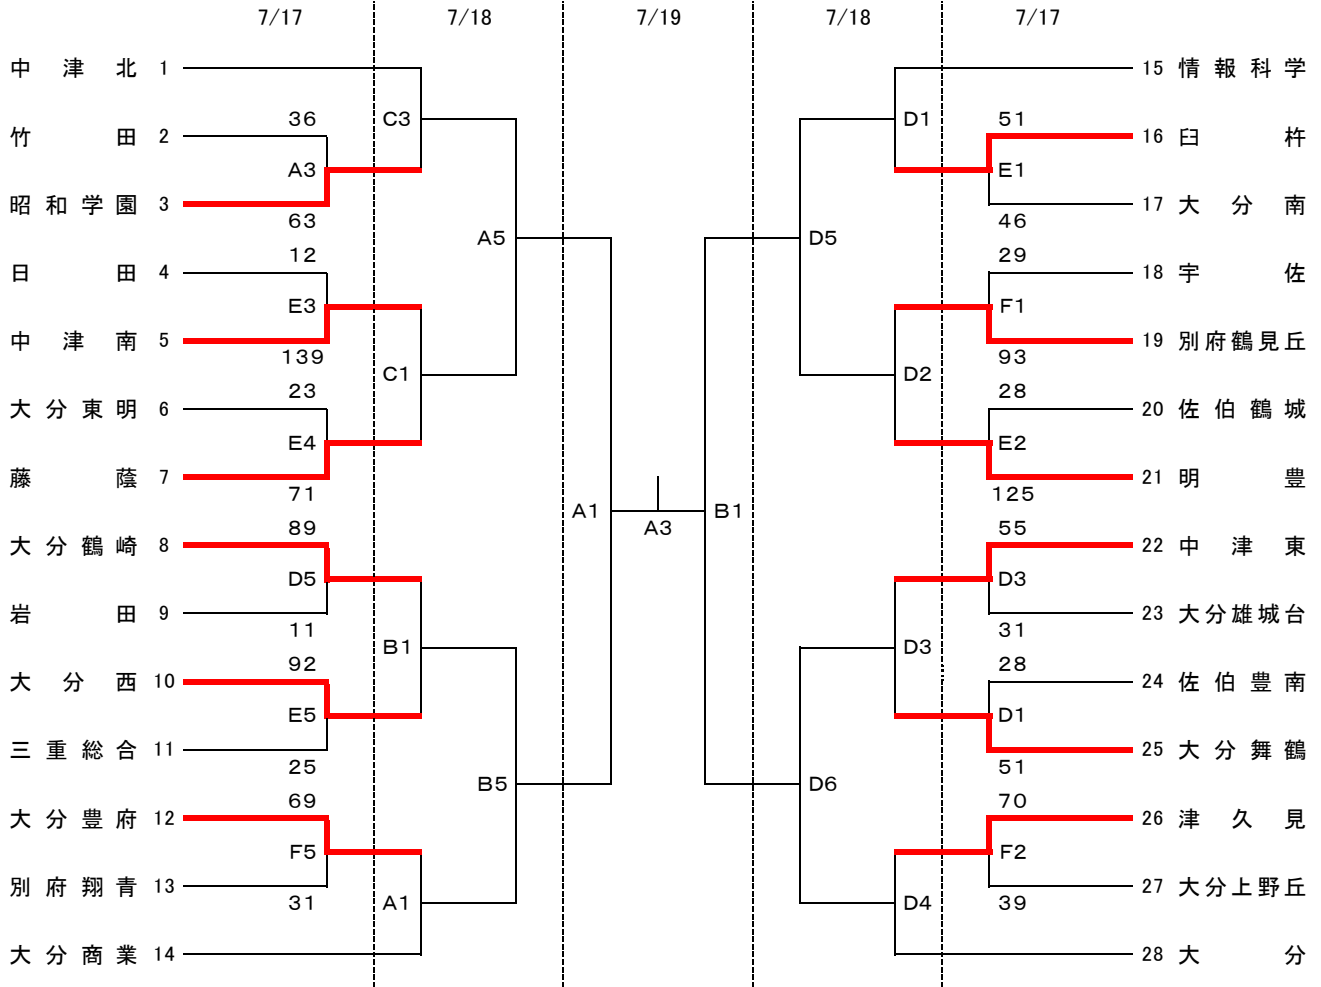 7/17 7/18 7/19 7/18 7/17
中津北 1 15 情報科学
36 C3 D1 51
竹田 2 16 臼杵
A3 E1
昭和学園 3 17 大分南
63 46
A5 D5
12 29
日田 4 18 宇佐
E3 F1
中津南 5 19 別府鶴見丘
139 93
C1 D2
23 28
大分東明 6 20 佐伯鶴城
E4 E2
藤蔭 7 21 明豊
71 125
A1 A3 B1
89 55
大分鶴崎 8 22 中津東
D5 D3
岩田 9 23 大分雄城台
11 31
B1 D3
92 28
大分西 10 24 佐伯豊南
E5 D1
三重総合 11 25 大分舞鶴
25 51
B5 D6
69 70
大分豊府 12 26 津久見
F5 F2
別府翔青 13 27 大分上野丘
31 A1 D4 39
大分商業 14 28 大分